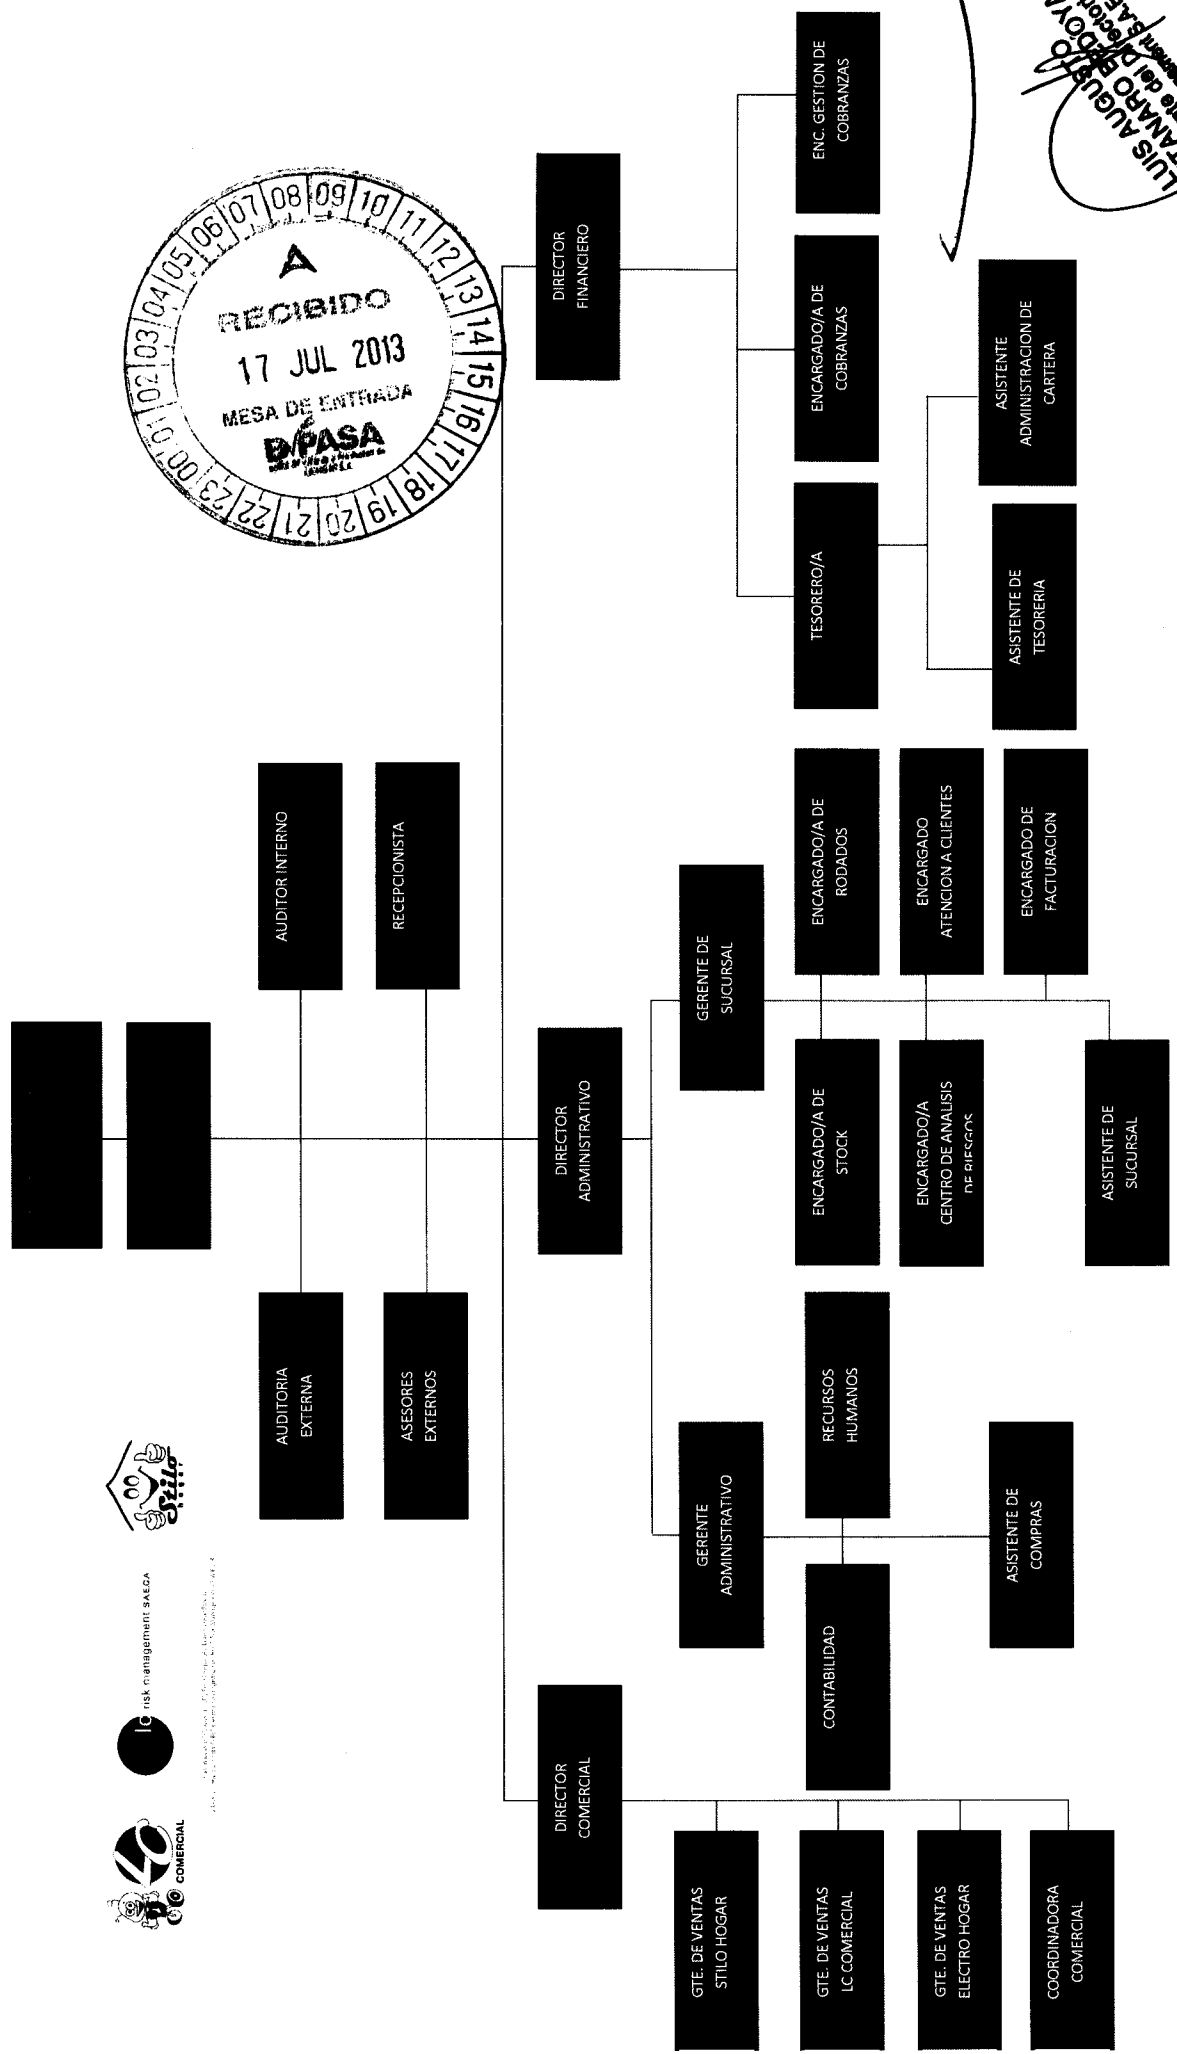 COMERCIAL
lc risk management SAECA
Stilo
hogar
AUDITORIA
EXTERNA
AUDITOR INTERNO
ASESORES
EXTERNOS
RECEPCIONISTA
00 01 02 03 04 05 06 07 08 09 10 11 12 13 14 15 16 17 18 19 20 21 22 23
RECIBIDO
17 JUL 2013
MESA DE ENTRADA
BVPASA
DIRECTOR
COMERCIAL
DIRECTOR
ADMINISTRATIVO
DIRECTOR
FINANCIERO
GTE. DE VENTAS
STILO HOGAR
GTE. DE VENTAS
LC COMERCIAL
GTE. DE VENTAS
ELECTRO HOGAR
COORDINADORA
COMERCIAL
GERENTE
ADMINISTRATIVO
CONTABILIDAD
RECURSOS
HUMANOS
ASISTENTE DE
COMPRAS
GERENTE DE
SUCURSAL
ENCARGADO/A DE
STOCK
ENCARGADO/A DE
RODADOS
ENCARGADO/A
CENTRO DE ANALISIS
DE RIESGOS
ENCARGADO
ATENCION A CLIENTES
ENCARGADO DE
FACTURACION
ASISTENTE DE
SUCURSAL
TESORERO/A
ENCARGADO/A DE
COBRANZAS
ENC. GESTION DE
COBRANZAS
ASISTENTE DE
TESORERIA
ASISTENTE
ADMINISTRACION DE
CARTERA
LUIS AUGUSTO